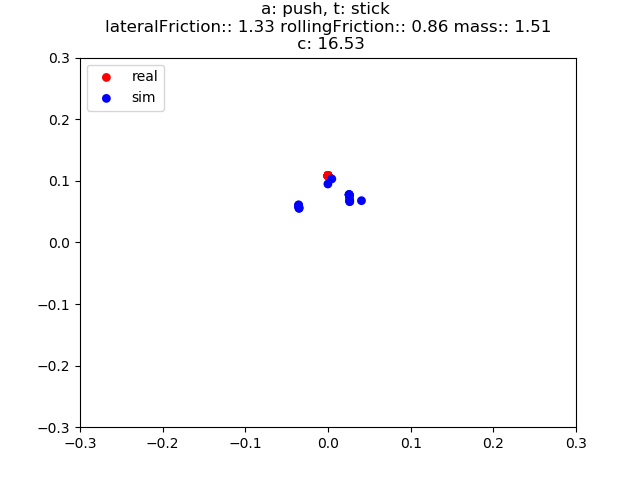 a: push, t: stick
lateralFriction:: 1.33 rollingFriction:: 0.86 mass:: 1.51
c: 16.53
real
sim
0.3
0.2
0.1
0.0
−0.1
−0.2
−0.3
−0.3 −0.2 −0.1 0.0 0.1 0.2 0.3